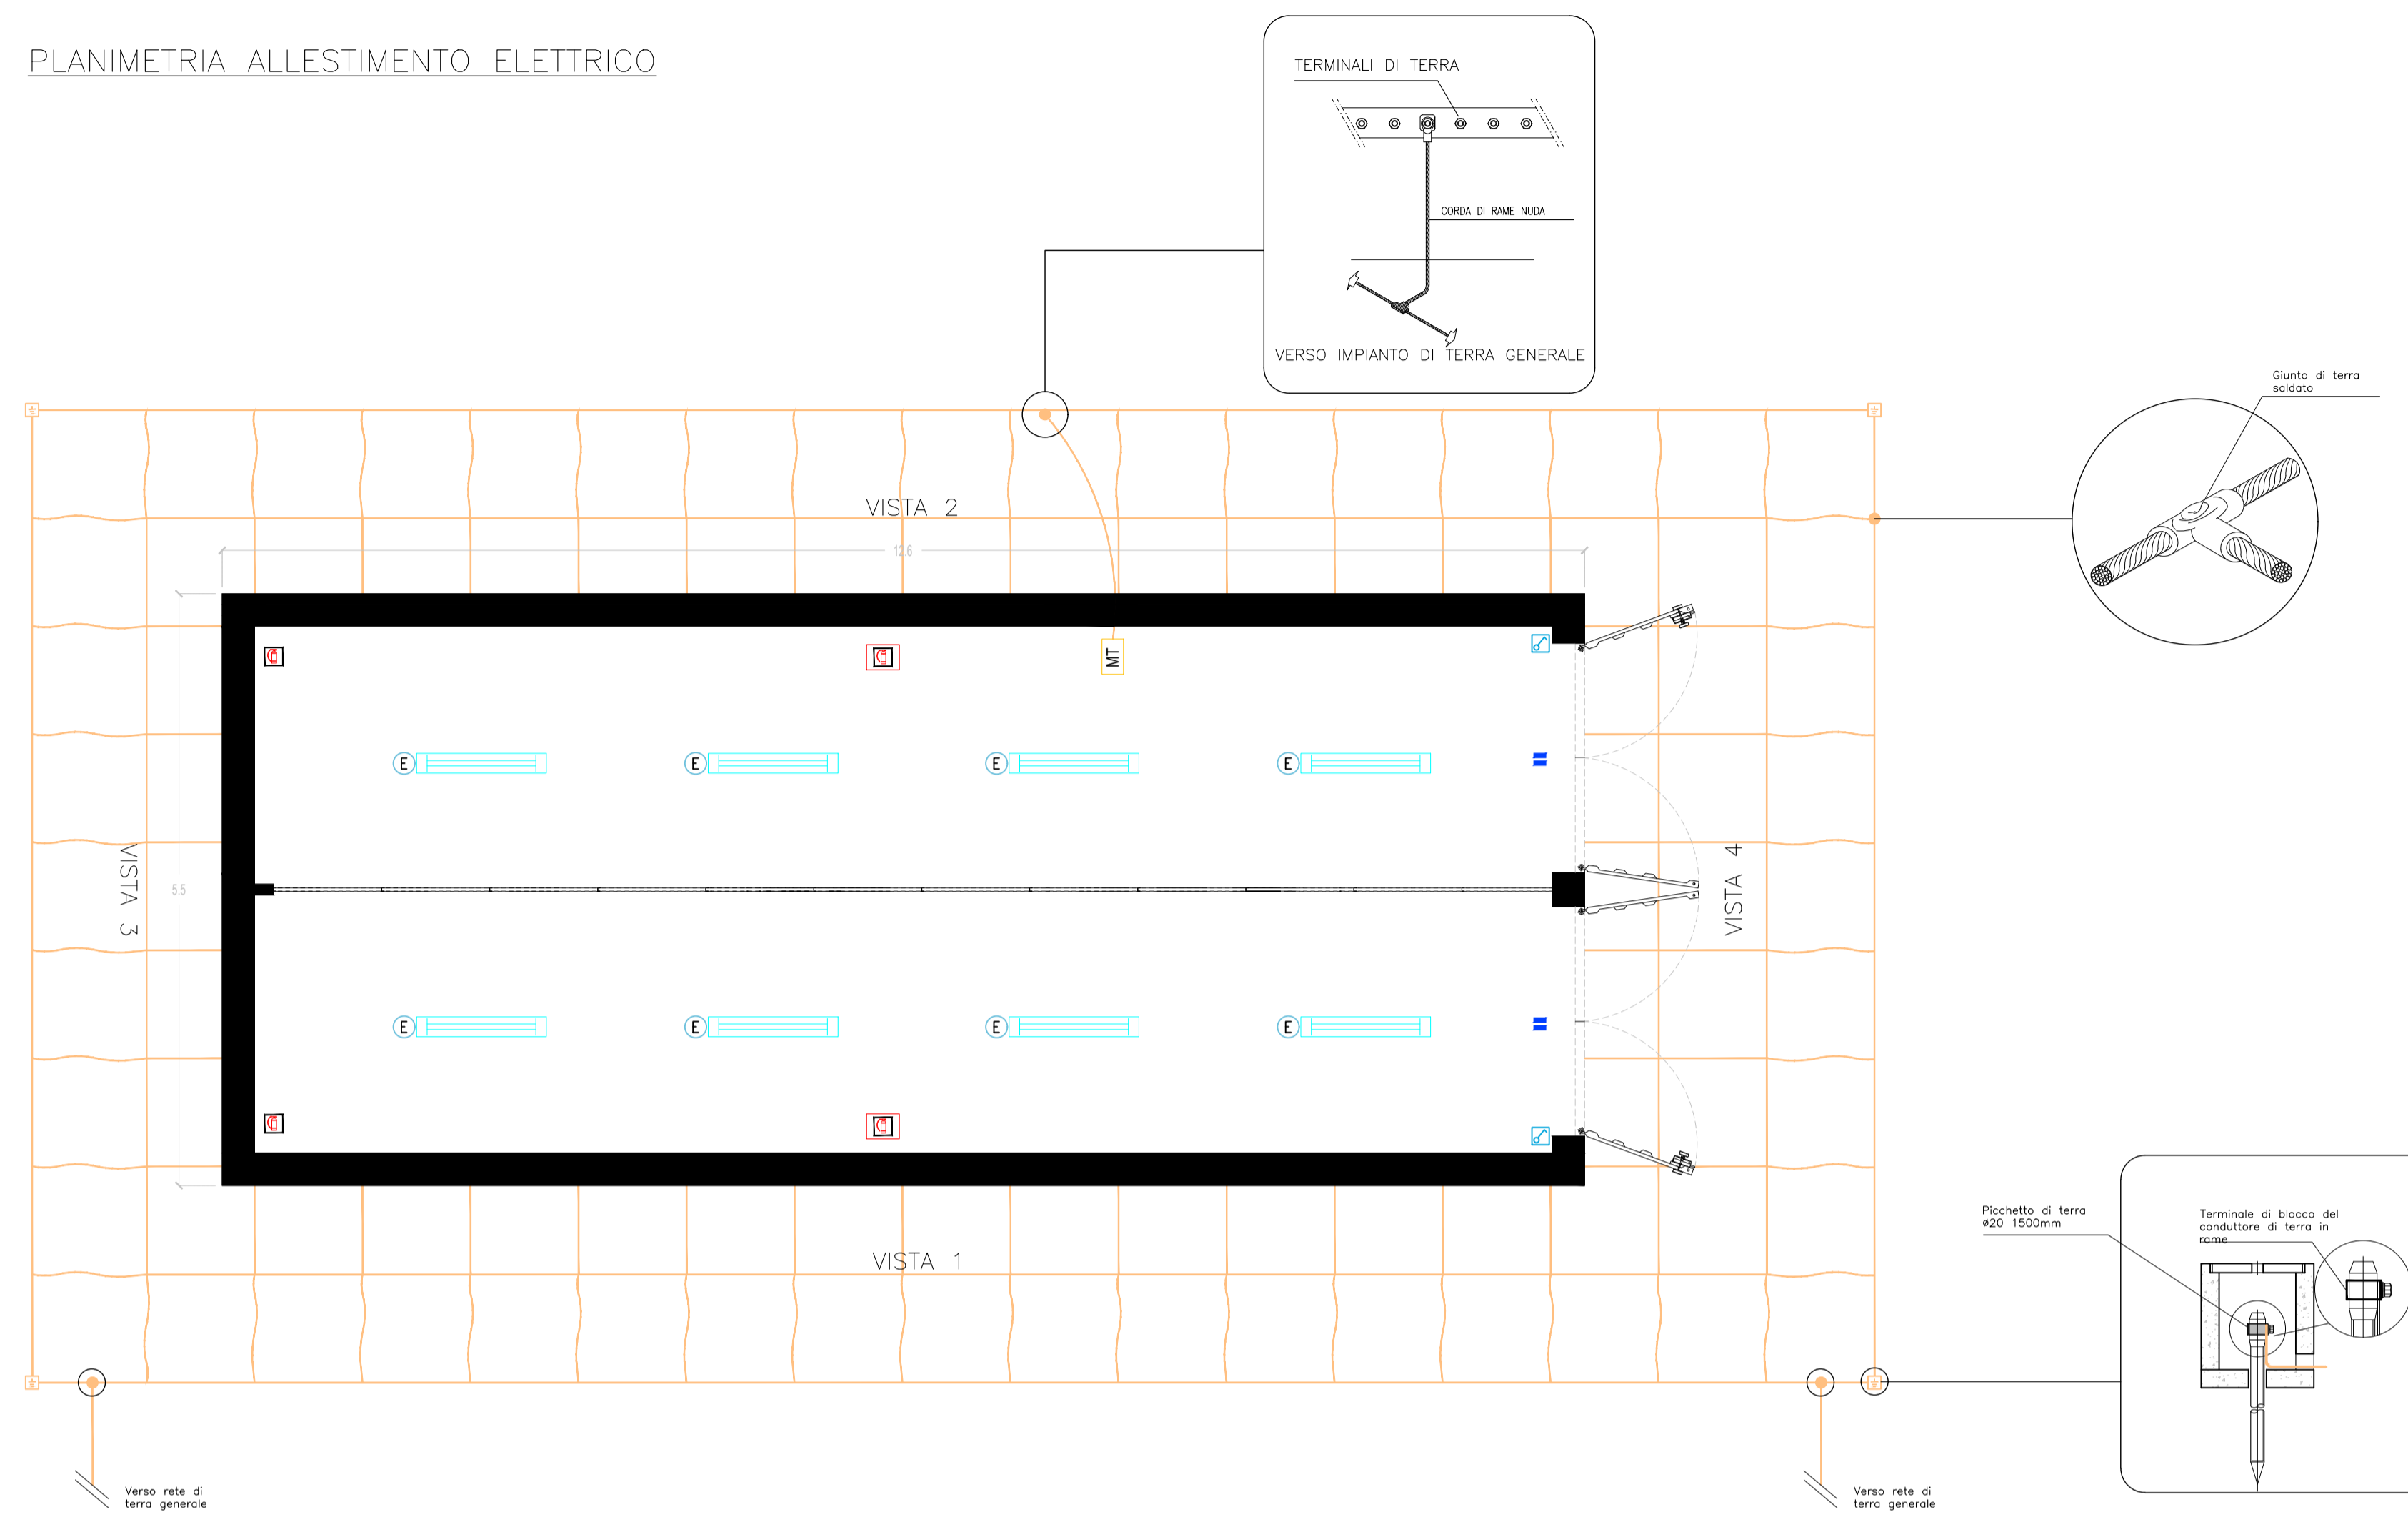 PLANIMETRIA ALLESTIMENTO ELETTRICO
TERMINALI DI TERRA
CORDA DI RAME NUDA
VERSO IMPIANTO DI TERRA GENERALE
Giunto di terra
saldato
VISTA 2
12.6
MT
E
E
E
E
VISTA 3
5.5
VISTA 4
E
E
E
E
VISTA 1
Picchetto di terra
ø20 1500mm
Terminale di blocco del
conduttore di terra in
rame
Verso rete di
terra generale
Verso rete di
terra generale